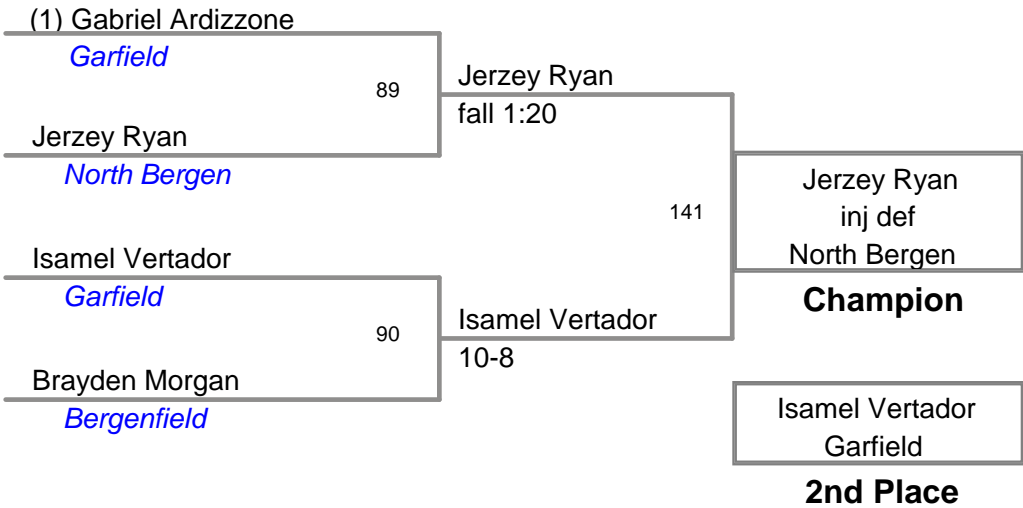 (1) Gabriel Ardizzone
Garfield
89
Jerzey Ryan
North Bergen
Jerzey Ryan
fall 1:20
Isamel Vertador
Garfield
90
Brayden Morgan
Bergenfield
Isamel Vertador
10-8
141
Jerzey Ryan
inj def
North Bergen
Champion
Isamel Vertador
Garfield
2nd Place